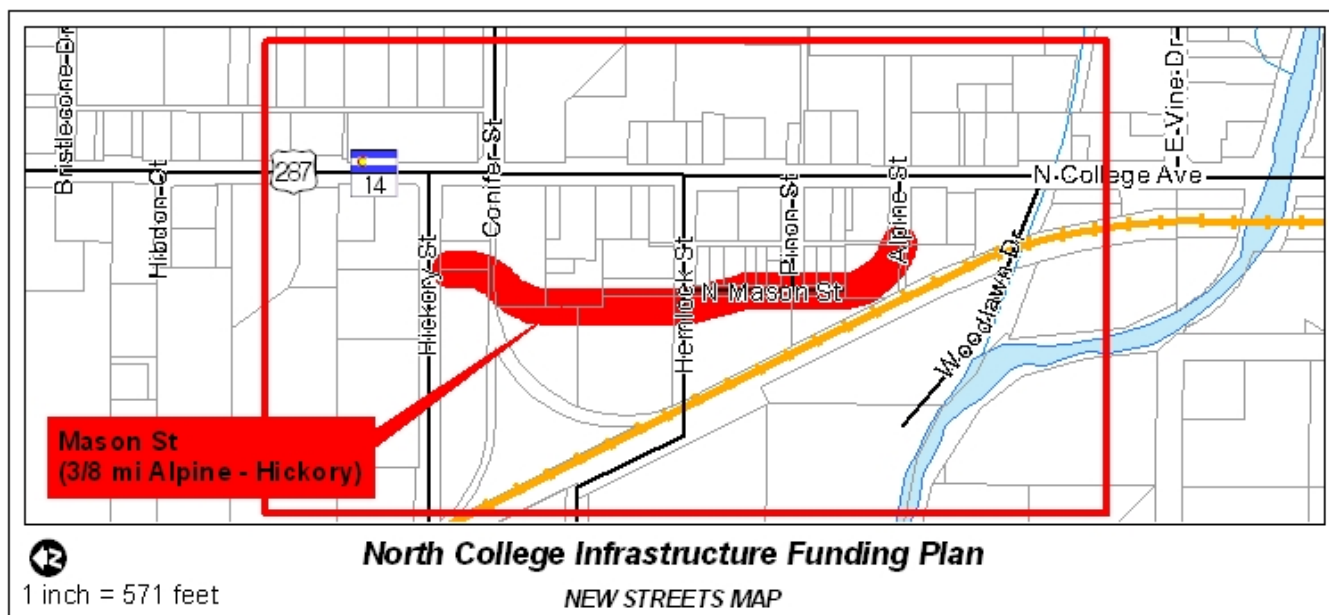 Bristlecone Dr
Hibdon Ct
287
14
Hickory St
Conifer St
Hemlock St
Pinon St
Alpine St
N College Ave
E Vine Dr
Woodlawn Dr
N Mason St
Mason St
(3/8 mi Alpine - Hickory)
N
North College Infrastructure Funding Plan
1 inch = 571 feet
NEW STREETS MAP